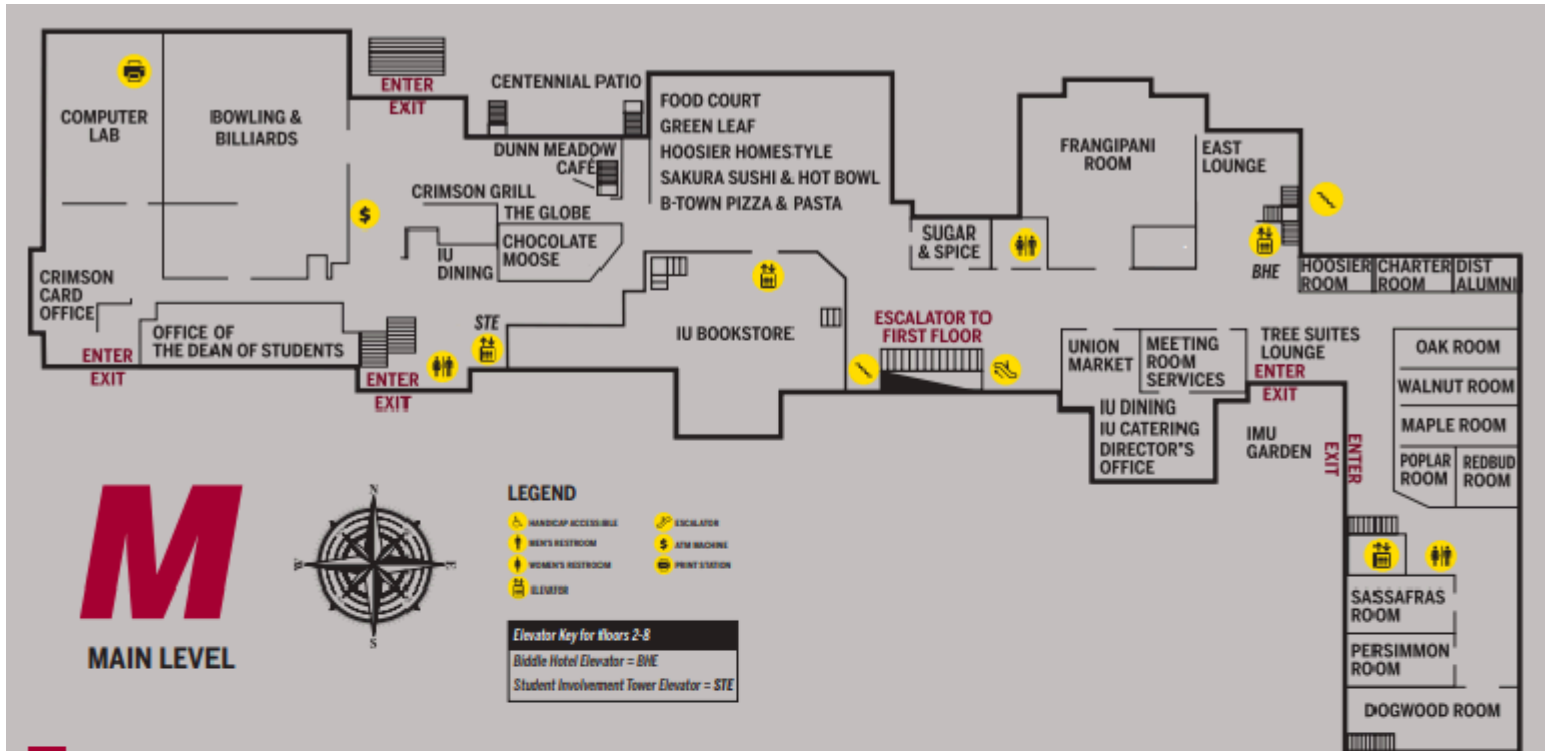 ENTER
EXIT
CENTENNIAL PATIO
COMPUTER
LAB
BOWLING &
BILLIARDS
FOOD COURT
GREEN LEAF
HOOSIER HOMESTYLE
SAKURA SUSHI & HOT BOWL
B-TOWN PIZZA & PASTA
DUNN MEADOW
CAFÉ
CRIMSON GRILL
THE GLOBE
CHOCOLATE
MOOSE
IU
DINING
$
FRANGIPANI
ROOM
EAST
LOUNGE
SUGAR
& SPICE
BHE
HOOSIER
ROOM
CHARTER
ROOM
DIST
ALUMNI
CRIMSON
CARD
OFFICE
OFFICE OF
THE DEAN OF STUDENTS
ENTER
EXIT
STE
ENTER
EXIT
IU BOOKSTORE
ESCALATOR TO
FIRST FLOOR
UNION
MARKET
MEETING
ROOM
SERVICES
TREE SUITES
LOUNGE
ENTER
EXIT
IU DINING
IU CATERING
DIRECTOR'S
OFFICE
IMU
GARDEN
ENTER
EXIT
OAK ROOM
WALNUT ROOM
MAPLE ROOM
POPLAR
ROOM
REDBUD
ROOM
SASSAFRAS
ROOM
PERSIMMON
ROOM
DOGWOOD ROOM
M
MAIN LEVEL
N
W
E
S
LEGEND
HANDICAP ACCESSIBLE
MEN'S RESTROOM
WOMEN'S RESTROOM
ELEVATOR
ESCALATOR
$ ATM MACHINE
PRINT STATION
Elevator Key for floors 2-8
Biddle Hotel Elevator = BHE
Student Involvement Tower Elevator = STE